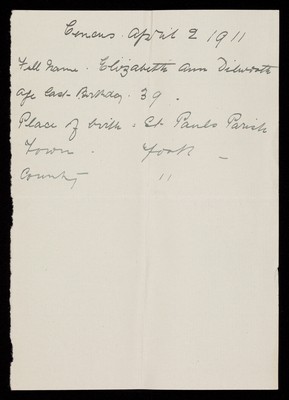 Census. April 2 1911
Full Name. Elizabeth Ann Dilworth
Age Last Birthday. 39.
Place of birth. St Pauls Parish
Town. York
County "